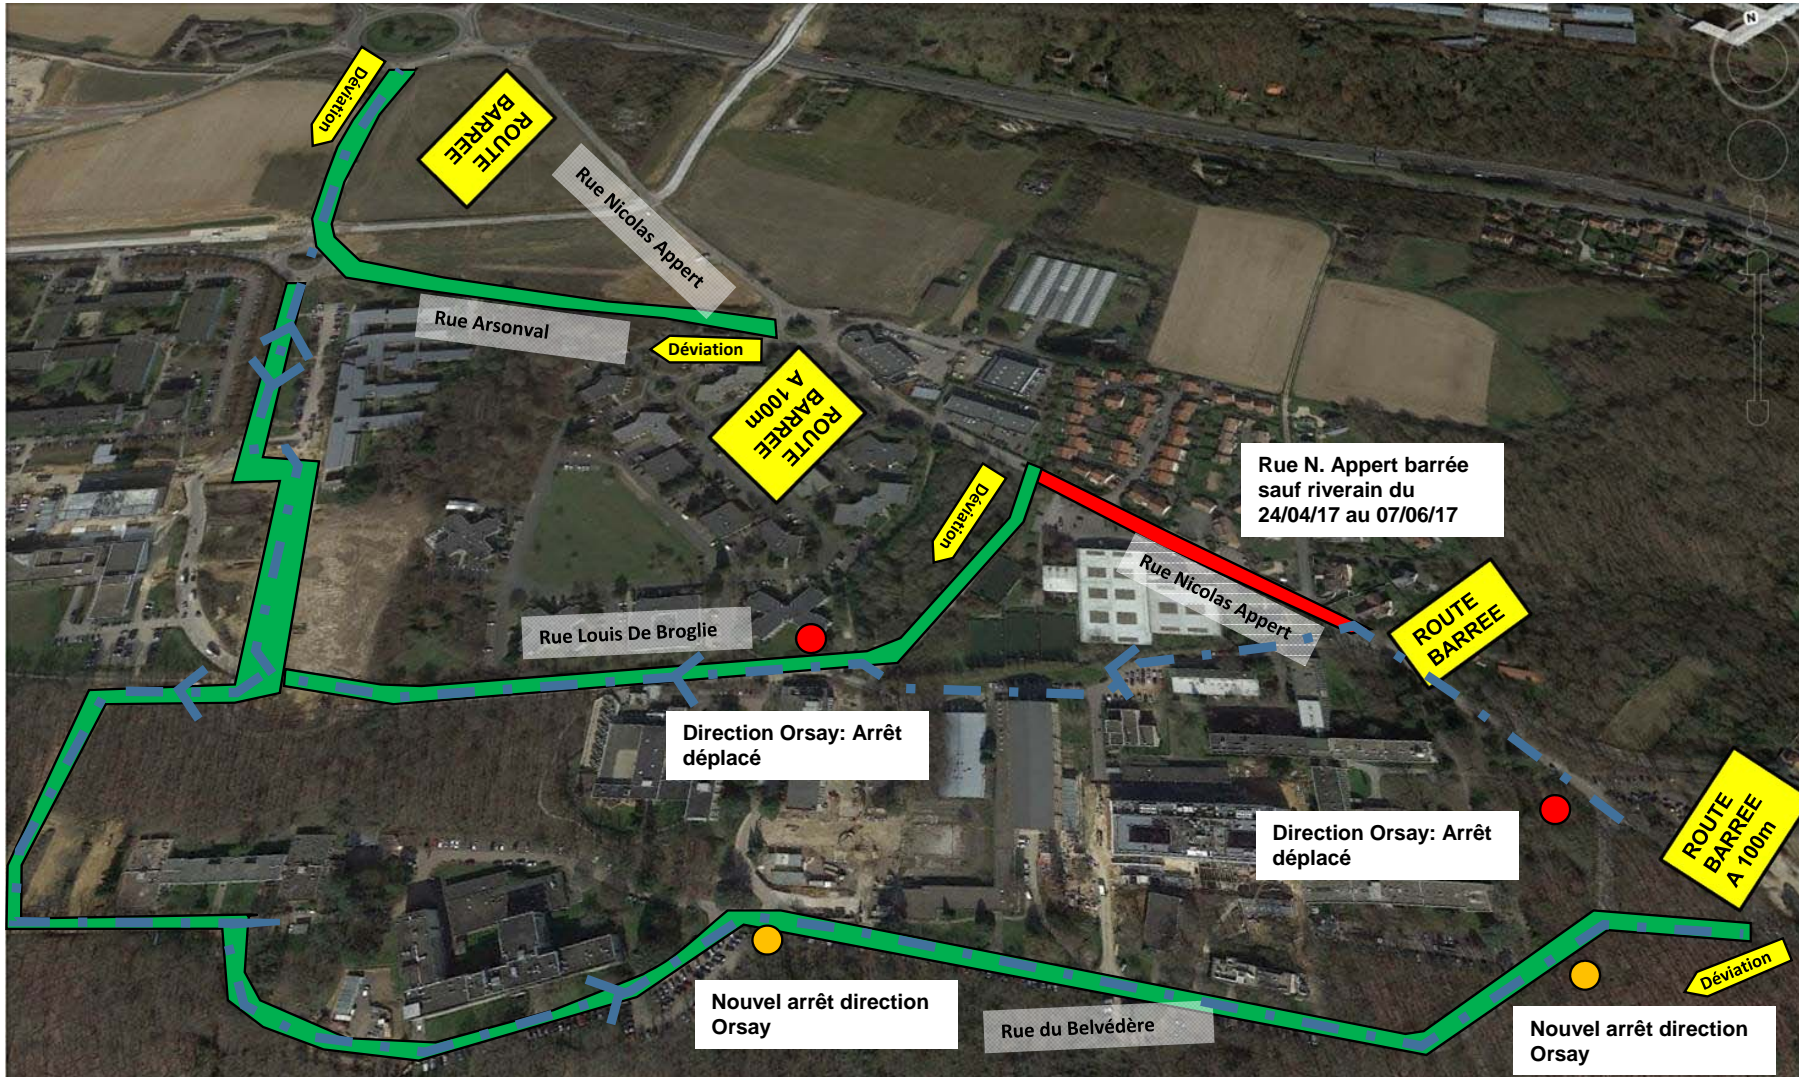 N
Déviation
ROUTE
BARREE
Rue Nicolas Appert
Rue Arsonval
Déviation
ROUTE
BARREE
A 100m
Déviation
Rue N. Appert barrée
sauf riverain du
24/04/17 au 07/06/17
Rue Nicolas Appert
ROUTE
BARREE
Rue Louis De Broglie
Direction Orsay: Arrêt
déplacé
Direction Orsay: Arrêt
déplacé
ROUTE
BARREE
A 100m
Déviation
Nouvel arrêt direction
Orsay
Rue du Belvédère
Nouvel arrêt direction
Orsay